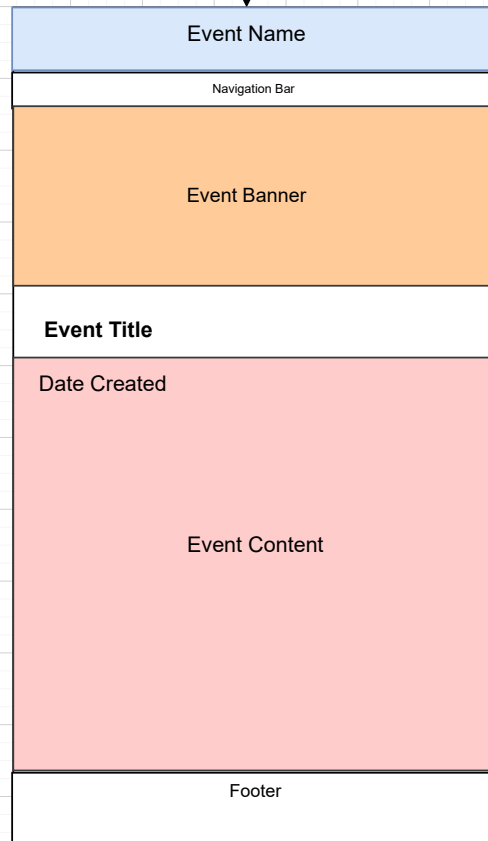 Event Name
Navigation Bar
Event Banner
Event Title
Date Created
Event Content
Footer